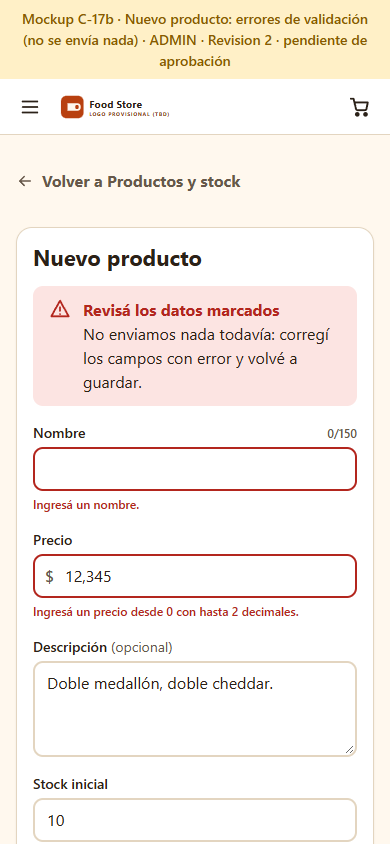 Mockup C-17b · Nuevo producto: errores de validación
(no se envía nada) · ADMIN · Revision 2 · pendiente de
aprobación
Food Store
LOGO PROVISIONAL (TBD)
Volver a Productos y stock
Nuevo producto
Revisá los datos marcados
No enviamos nada todavía: corregí
los campos con error y volvé a
guardar.
Nombre 0/150
Ingresá un nombre.
Precio
$ 12,345
Ingresá un precio desde 0 con hasta 2 decimales.
Descripción (opcional)
Doble medallón, doble cheddar.
Stock inicial
10